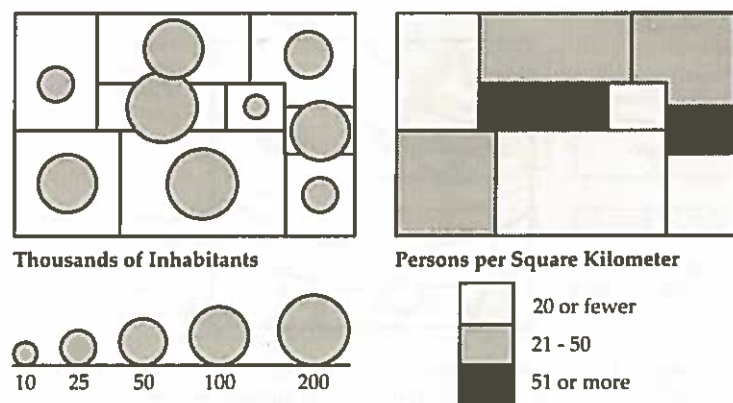 Thousands of Inhabitants
10 25 50 100 200
Persons per Square Kilometer
20 or fewer
21 - 50
51 or more